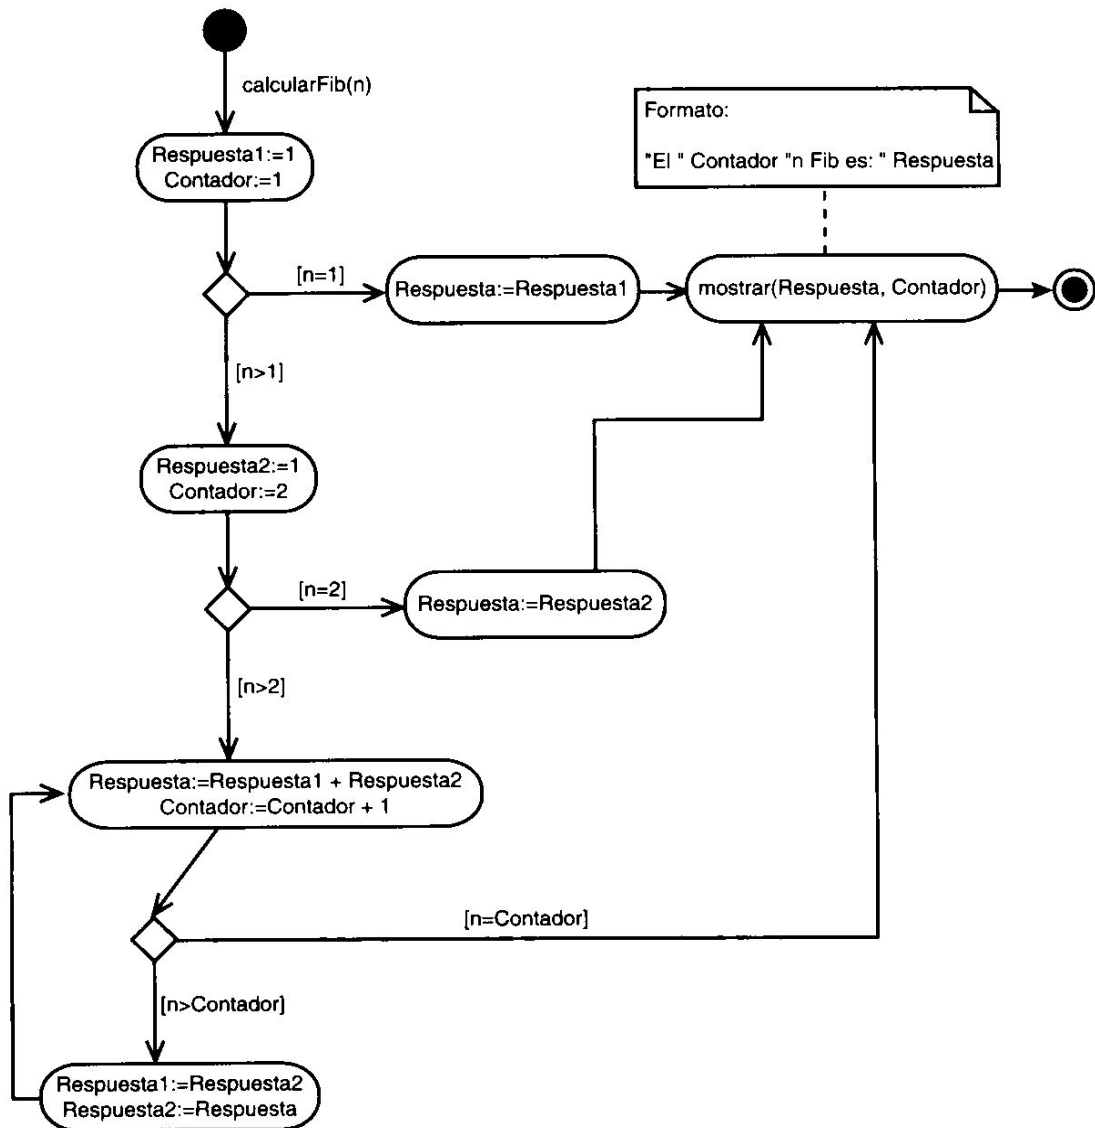 calcularFib(n)
Formato:
"El " Contador "n Fib es: " Respuesta
Respuesta1:=1
Contador:=1
[n=1]
Respuesta:=Respuesta1
mostrar(Respuesta, Contador)
[n>1]
Respuesta2:=1
Contador:=2
[n=2]
Respuesta:=Respuesta2
[n>2]
Respuesta:=Respuesta1 + Respuesta2
Contador:=Contador + 1
[n=Contador]
[n>Contador]
Respuesta1:=Respuesta2
Respuesta2:=Respuesta